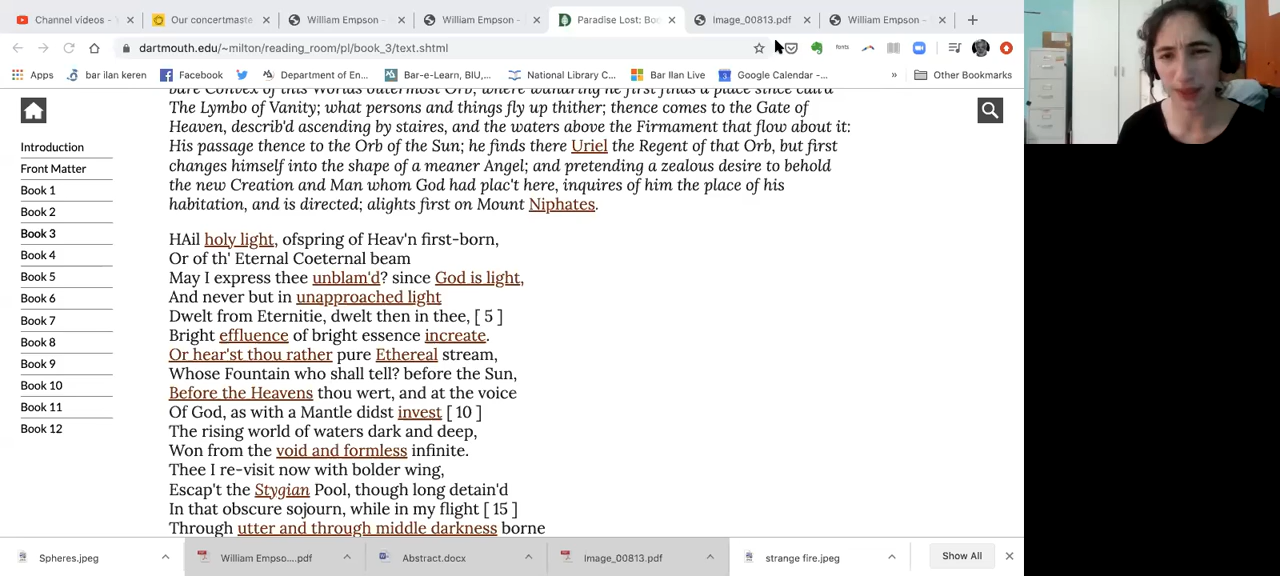 Channel videos -
Our concertmaste
William Empson -
William Empson -
Paradise Lost: Boo
Image_00813.pdf
William Empson -
dartmouth.edu/~milton/reading_room/pl/book_3/text.shtml
Apps
bar ilan keren
Facebook
Department of En...
Bar-e-Learn, BIU,...
National Library C...
Bar Ilan Live
Google Calendar -...
»
Other Bookmarks
Introduction
Front Matter
Book 1
Book 2
Book 3
Book 4
Book 5
Book 6
Book 7
Book 8
Book 9
Book 10
Book 11
Book 12
bare Convex of this Worlds outermost Orb; where wandring he first finds a place since call'd
The Lymbo of Vanity; what persons and things fly up thither; thence comes to the Gate of
Heaven, describ'd ascending by staires, and the waters above the Firmament that flow about it:
His passage thence to the Orb of the Sun; he finds there Uriel the Regent of that Orb, but first
changes himself into the shape of a meaner Angel; and pretending a zealous desire to behold
the new Creation and Man whom God had plac't here, inquires of him the place of his
habitation, and is directed; alights first on Mount Niphates.
HAil holy light, ofspring of Heav'n first-born,
Or of th' Eternal Coeternal beam
May I express thee unblam'd? since God is light,
And never but in unapproached light
Dwelt from Eternitie, dwelt then in thee, [ 5 ]
Bright effluence of bright essence increate.
Or hear'st thou rather pure Ethereal stream,
Whose Fountain who shall tell? before the Sun,
Before the Heavens thou wert, and at the voice
Of God, as with a Mantle didst invest [ 10 ]
The rising world of waters dark and deep,
Won from the void and formless infinite.
Thee I re-visit now with bolder wing,
Escap't the Stygian Pool, though long detain'd
In that obscure sojourn, while in my flight [ 15 ]
Through utter and through middle darkness borne
Spheres.jpeg
William Empso....pdf
Abstract.docx
Image_00813.pdf
strange fire.jpeg
Show All